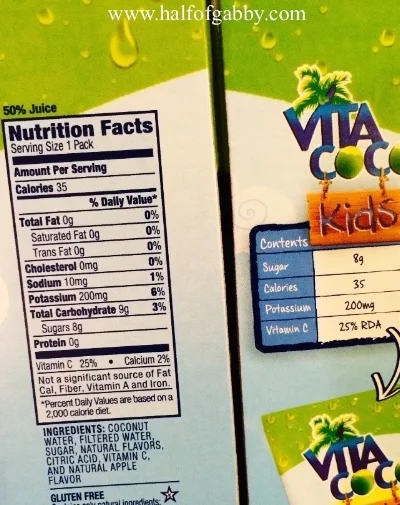 www.halfofgabby.com
50% Juice
Nutrition Facts
Serving Size 1 Pack
Amount Per Serving
Calories 35
% Daily Value*
Total Fat 0g 0%
Saturated Fat 0g 0%
Trans Fat 0g 0%
Cholesterol 0mg 0%
Sodium 10mg 1%
Potassium 200mg 6%
Total Carbohydrate 9g 3%
Sugars 8g
Protein 0g
Vitamin C 25% • Calcium 2%
Not a significant source of Fat
Cal, Fiber, Vitamin A and Iron.
*Percent Daily Values are based on a
2,000 calorie diet.
INGREDIENTS: COCONUT
WATER, FILTERED WATER,
SUGAR, NATURAL FLAVORS,
CITRIC ACID, VITAMIN C,
AND NATURAL APPLE
FLAVOR
GLUTEN FREE
natural ingredients:
VITA
COCO
Kids
Contents
Sugar 8g
Calories 35
Potassium 200mg
Vitamin C 25% RDA
VITA
COC